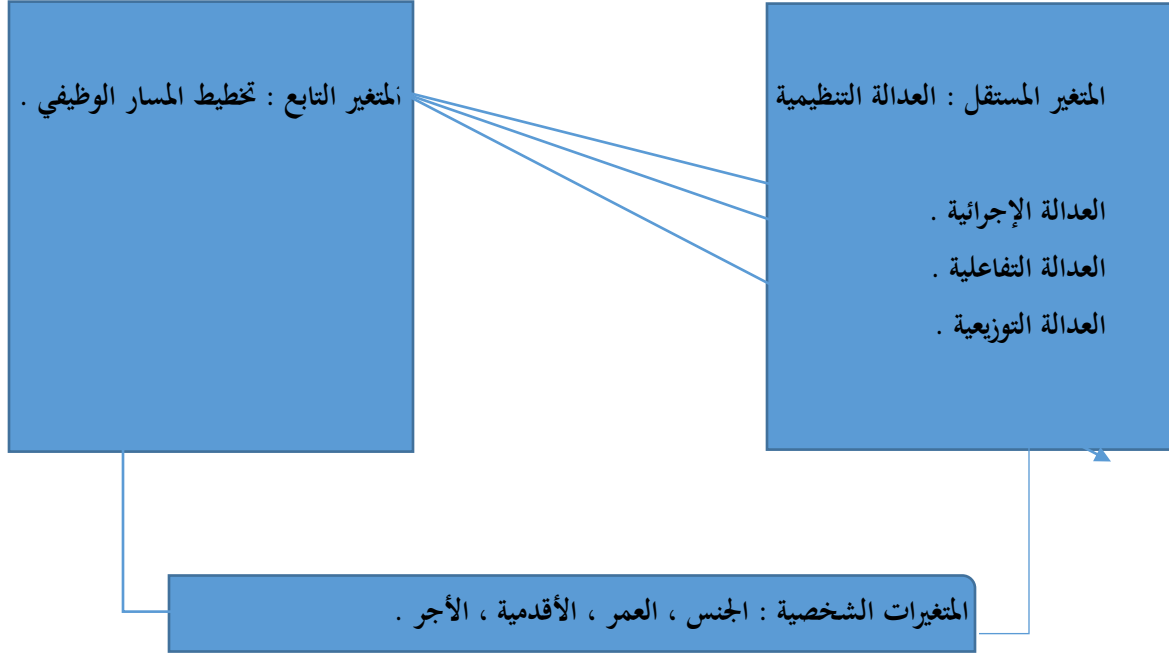 المتغير المستقل : العدالة التنظيمية
العدالة الإجرائية .
العدالة التفاعلية .
العدالة التوزيعية .
المتغير التابع : تخطيط المسار الوظيفي .
المتغيرات الشخصية : الجنس ، العمر ، الأقدمية ، الأجر .